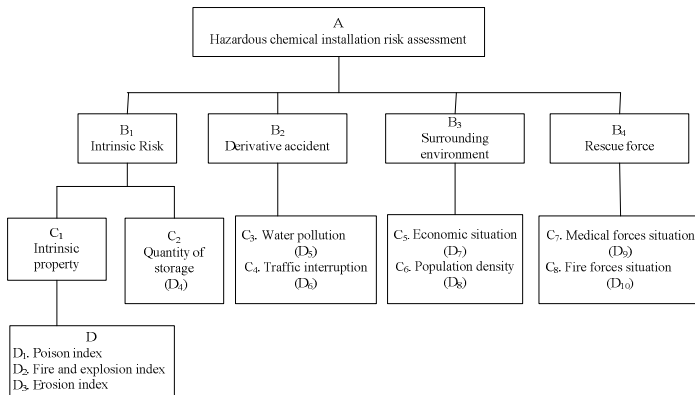 A
Hazardous chemical installation risk assessment
B₁
Intrinsic Risk
B₂
Derivative accident
B₃
Surrounding
environment
B₄
Rescue force
C₁
Intrinsic
property
C₂
Quantity of
storage
(D₄)
C₃. Water pollution
(D₅)
C₄. Traffic interruption
(D₆)
C₅. Economic situation
(D₇)
C₆. Population density
(D₈)
C₇. Medical forces situation
(D₉)
C₈. Fire forces situation
(D₁₀)
D
D₁. Poison index
D₂. Fire and explosion index
D₃. Erosion index